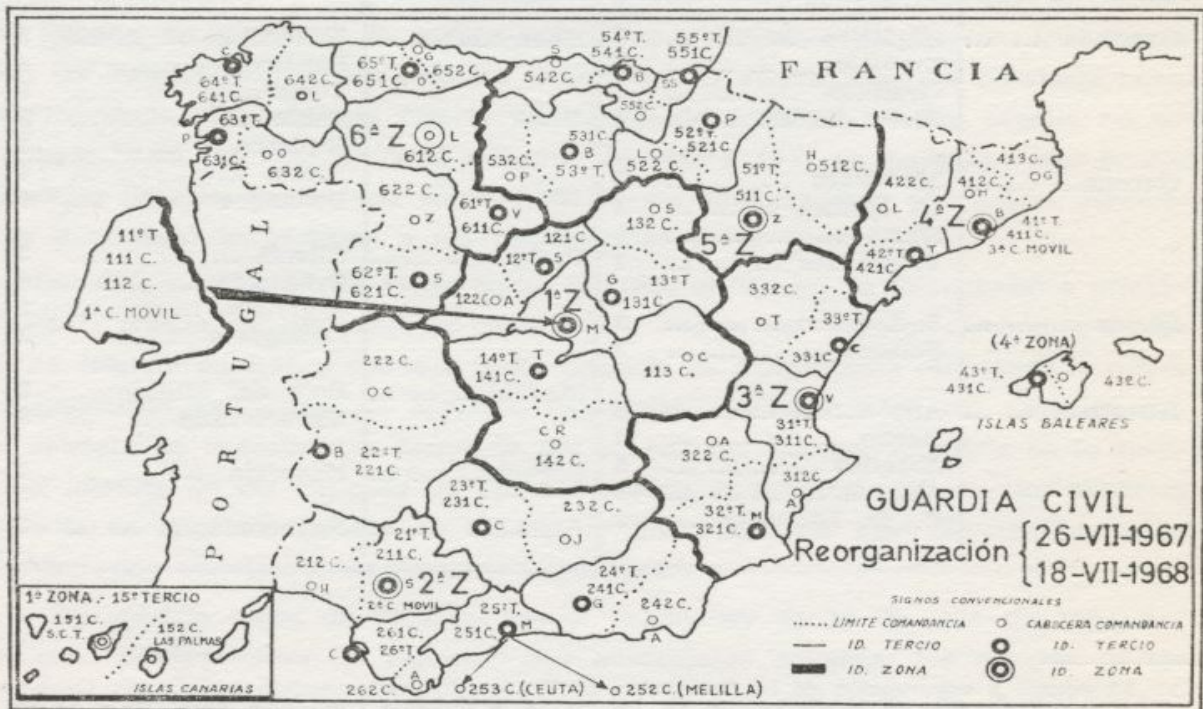 FRANCIA
PORTUGAL
C
64º T.
641 C.
642 C.
L
65º T.
651 C.
G
652 C.
O
S
542 C.
54º T.
541 C.
B
55º T.
551 C.
SS
552 C.
P
63º T.
631 C.
O
632 C.
6ª Z
L
612 C.
531 C.
B
53º T.
532 C.
P
52º T.
521 C.
P
L
522 C.
H
512 C.
51º T.
511 C.
Z
5ª Z
422 C.
L
412 C.
M
413 C.
G
4ª Z
B
41º T.
411 C.
3ª C. MOVIL
42º T.
421 C.
T
622 C.
Z
61º T.
611 C.
V
62º T.
621 C.
S
121 C.
12º T.
S
122 C.
A
S
132 C.
13º T.
G
131 C.
1ª Z
M
11º T.
111 C.
112 C.
1ª C. MOVIL
332 C.
T
33º T.
331 C.
C
C
113 C.
14º T.
141 C.
T
C R
142 C.
222 C.
C
B
22º T.
221 C.
3ª Z
V
31º T.
311 C.
A
322 C.
312 C.
A
32º T.
321 C.
M
(4ª ZONA)
43º T.
431 C.
432 C.
ISLAS BALEARES
23º T.
231 C.
C
232 C.
J
21º T.
211 C.
S
2ª Z
2ª C. MOVIL
212 C.
H
24º T.
241 C.
G
242 C.
A
25º T.
251 C.
M
261 C.
26º T.
C
262 C.
A
253 C. (CEUTA)
252 C. (MELILLA)
1ª ZONA.- 15º TERCIO
151 C.
S.C.T.
152 C.
LAS PALMAS
ISLAS CANARIAS
GUARDIA CIVIL
Reorganización { 26-VII-1967
18-VII-1968
SIGNOS CONVENCIONALES
LIMITE COMANDANCIA
CABECERA COMANDANCIA
ID. TERCIO
ID. TERCIO
ID. ZONA
ID. ZONA